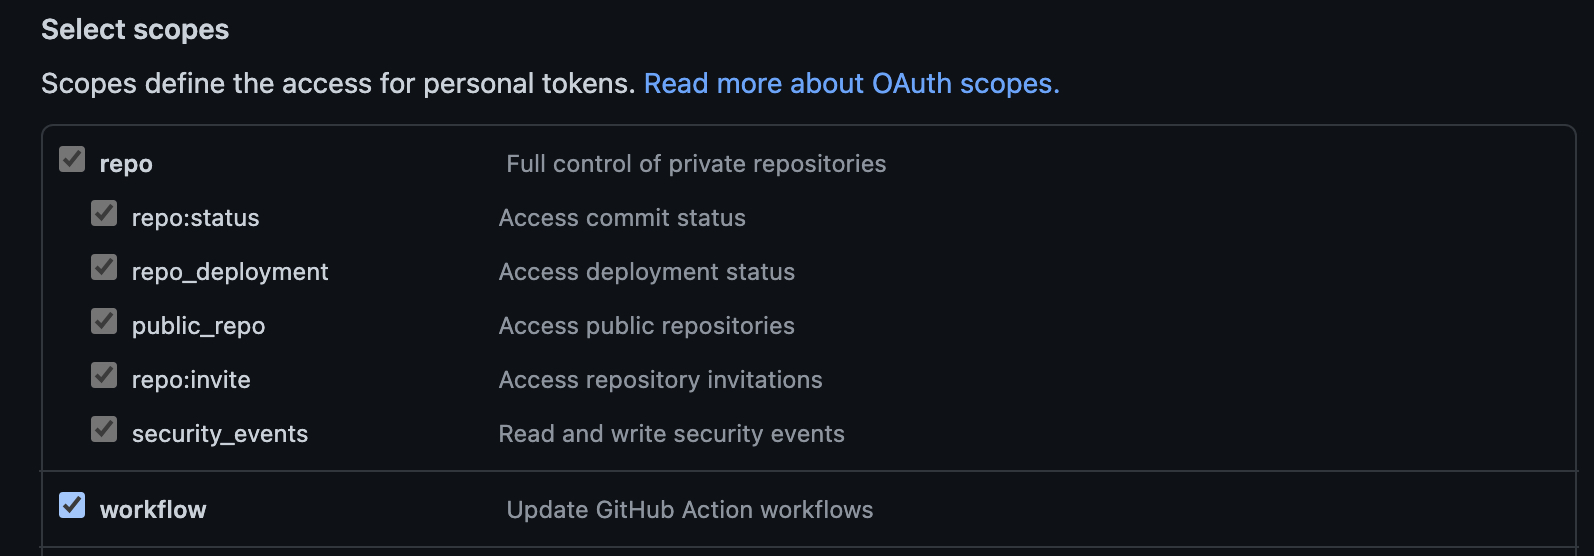 Select scopes
Scopes define the access for personal tokens. Read more about OAuth scopes.
repo Full control of private repositories
repo:status Access commit status
repo_deployment Access deployment status
public_repo Access public repositories
repo:invite Access repository invitations
security_events Read and write security events
workflow Update GitHub Action workflows